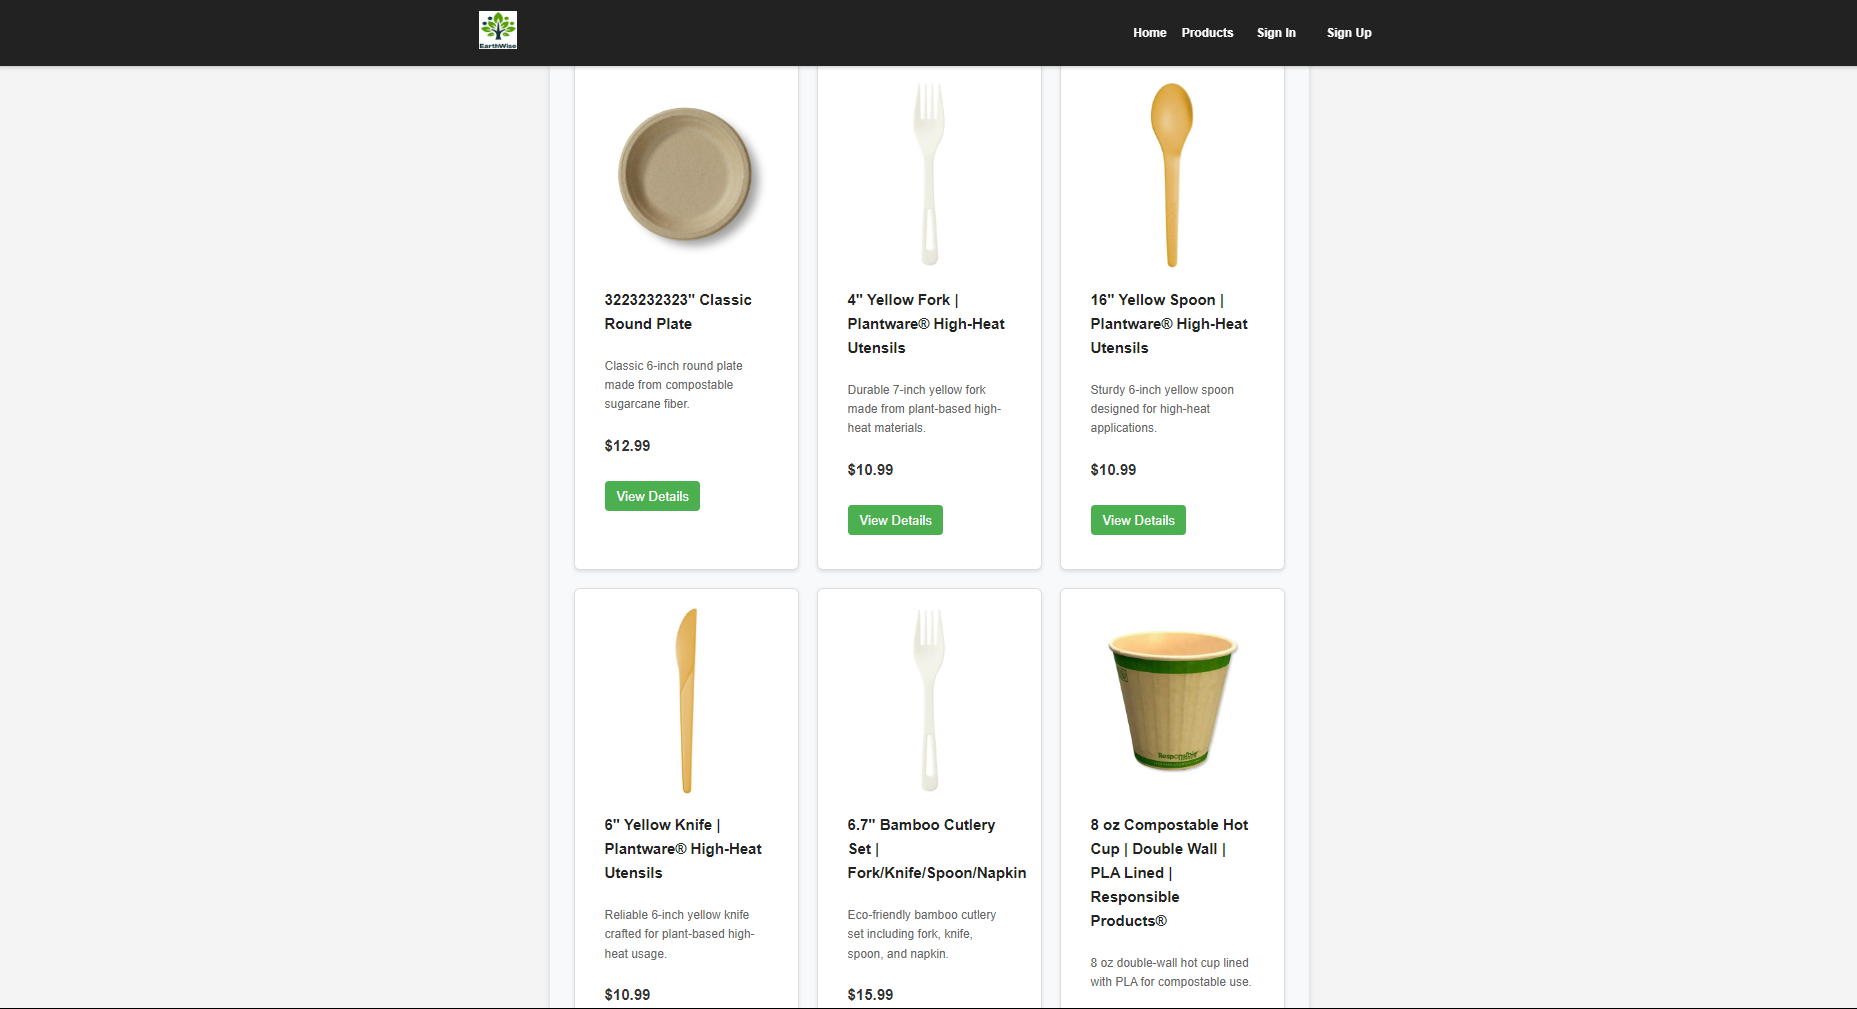 EarthWise
Home Products Sign In Sign Up
3223232323" Classic
Round Plate
Classic 6-inch round plate
made from compostable
sugarcane fiber.
$12.99
View Details
4" Yellow Fork |
Plantware® High-Heat
Utensils
Durable 7-inch yellow fork
made from plant-based high-
heat materials.
$10.99
View Details
16" Yellow Spoon |
Plantware® High-Heat
Utensils
Sturdy 6-inch yellow spoon
designed for high-heat
applications.
$10.99
View Details
6" Yellow Knife |
Plantware® High-Heat
Utensils
Reliable 6-inch yellow knife
crafted for plant-based high-
heat usage.
$10.99
6.7" Bamboo Cutlery
Set |
Fork/Knife/Spoon/Napkin
Eco-friendly bamboo cutlery
set including fork, knife,
spoon, and napkin.
$15.99
Responsible
8 oz Compostable Hot
Cup | Double Wall |
PLA Lined |
Responsible
Products®
8 oz double-wall hot cup lined
with PLA for compostable use.